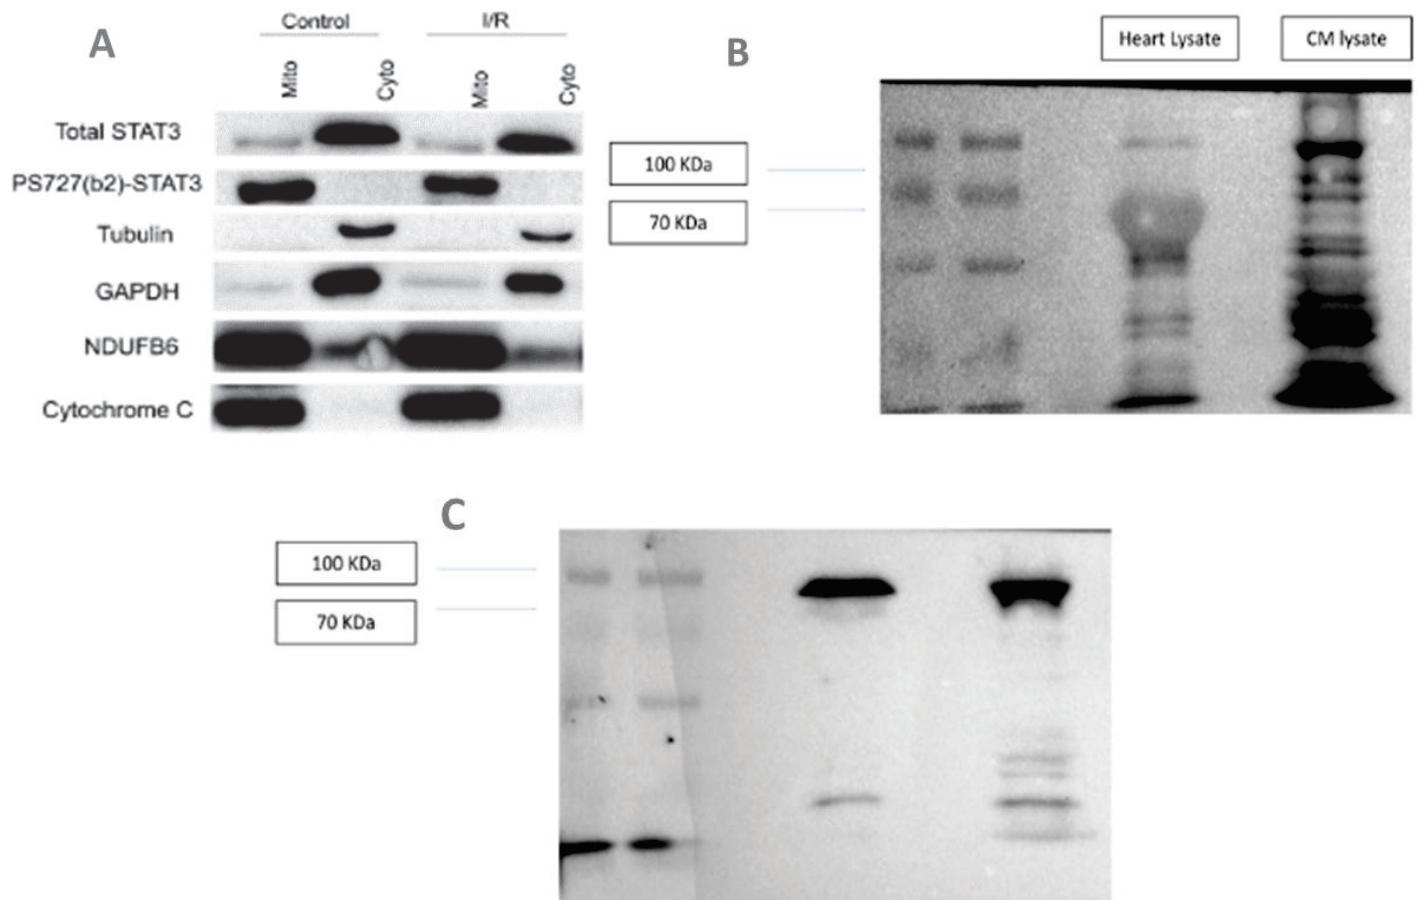 A
Control I/R
Mito Cyto Mito Cyto
Total STAT3
PS727(b2)-STAT3
Tubulin
GAPDH
NDUFB6
Cytochrome C
B
Heart Lysate CM lysate
100 KDa
70 KDa
C
100 KDa
70 KDa